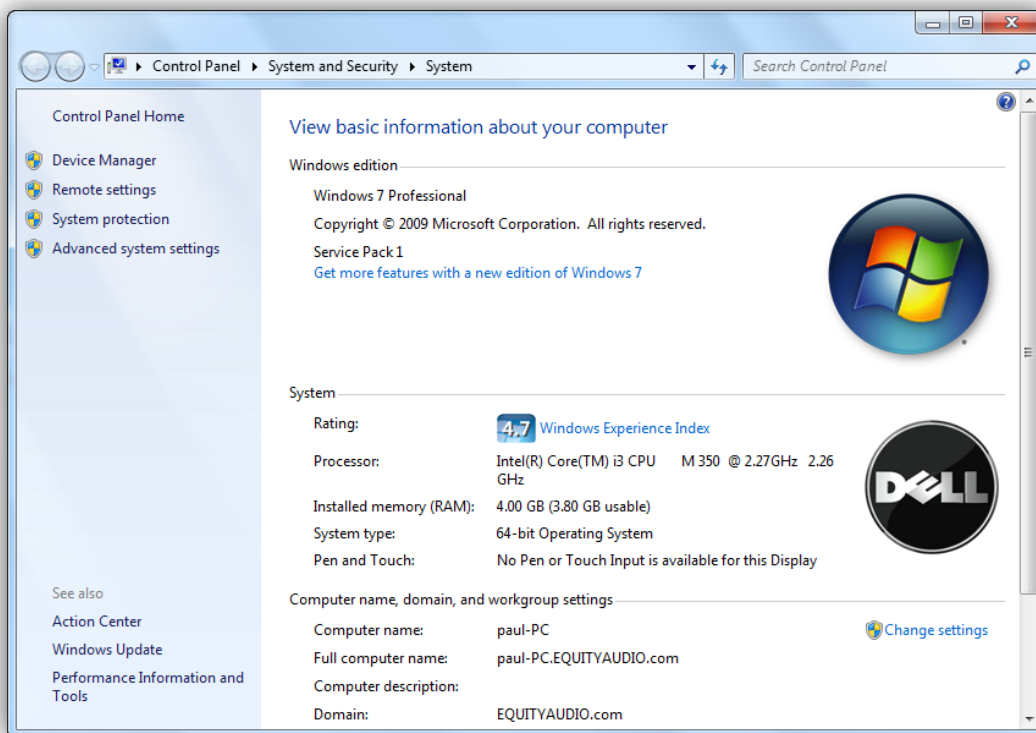 Control Panel System and Security System
Search Control Panel
Control Panel Home
Device Manager
Remote settings
System protection
Advanced system settings
See also
Action Center
Windows Update
Performance Information and
Tools
View basic information about your computer
Windows edition
Windows 7 Professional
Copyright © 2009 Microsoft Corporation. All rights reserved.
Service Pack 1
Get more features with a new edition of Windows 7
System
Rating: 4.7 Windows Experience Index
Processor: Intel(R) Core(TM) i3 CPU M 350 @ 2.27GHz 2.26
GHz
Installed memory (RAM): 4.00 GB (3.80 GB usable)
System type: 64-bit Operating System
Pen and Touch: No Pen or Touch Input is available for this Display
DELL
Computer name, domain, and workgroup settings
Computer name: paul-PC Change settings
Full computer name: paul-PC.EQUITYAUDIO.com
Computer description:
Domain: EQUITYAUDIO.com